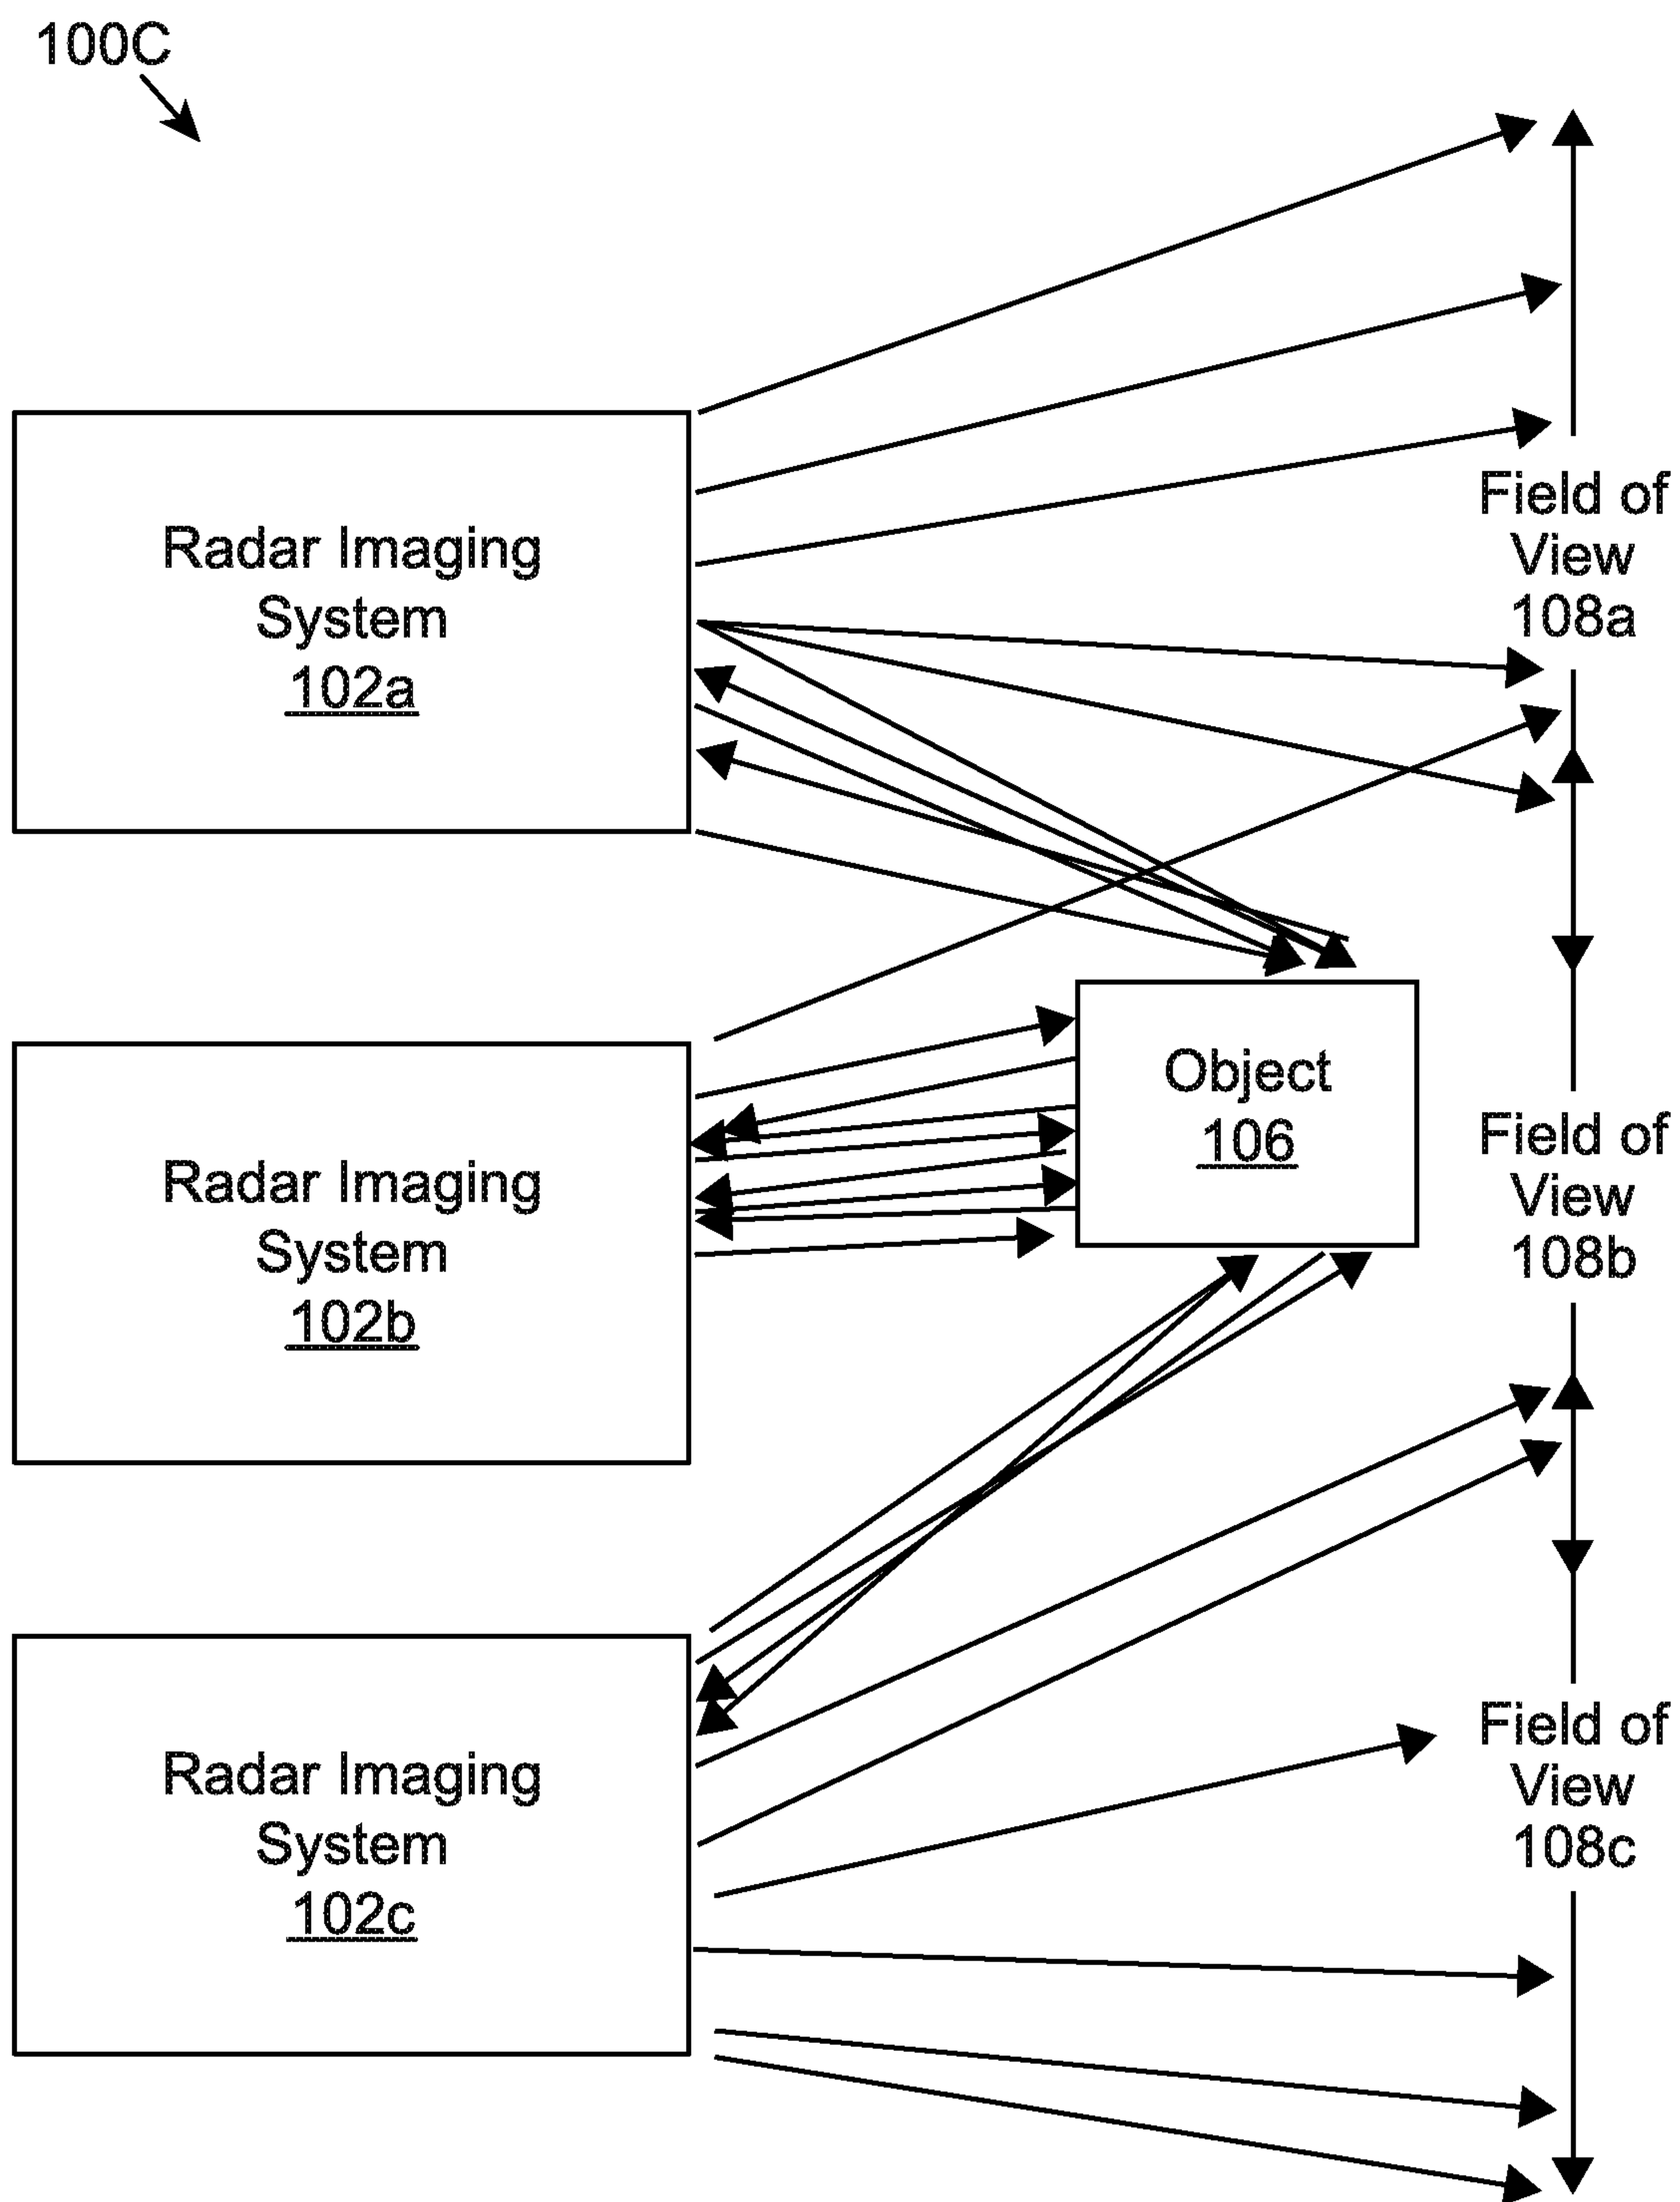 100C
Radar Imaging
System
102a
Field of
View
108a
Object
106
Radar Imaging
System
102b
Field of
View
108b
Radar Imaging
System
102c
Field of
View
108c